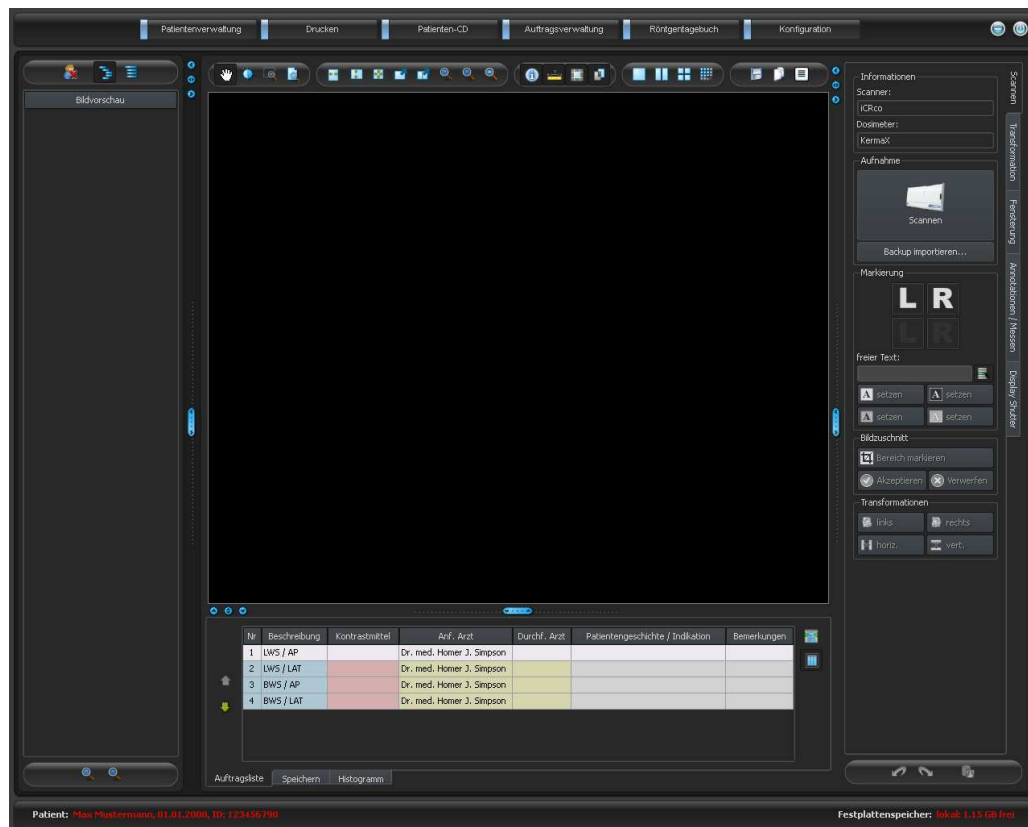 Patientenverwaltung Drucken Patienten-CD Auftragsverwaltung Röntgentagebuch Konfiguration
Bildvorschau
Informationen
Scanner:
iCRco
Dosimeter:
KermaX
Aufnahme
Scannen
Backup importieren...
Markierung
L R
L R
freier Text:
A setzen A setzen
A setzen A setzen
Bildzuschnitt
Bereich markieren
Akzeptieren Verwerfen
Transformationen
links rechts
horiz. vert.
Scannen
Transformation
Fensterung
Annotationen / Messen
Display Shutter
Nr Beschreibung Kontrastmittel Anf. Arzt Durchf. Arzt Patientengeschichte / Indikation Bemerkungen
1 LWS / AP Dr. med. Homer J. Simpson
2 LWS / LAT Dr. med. Homer J. Simpson
3 BWS / AP Dr. med. Homer J. Simpson
4 BWS / LAT Dr. med. Homer J. Simpson
Auftragsliste Speichern Histogramm
Patient: Max Mustermann, 01.01.2000, ID: 123456790
Festplattenspeicher: lokal: 1.15 GB frei